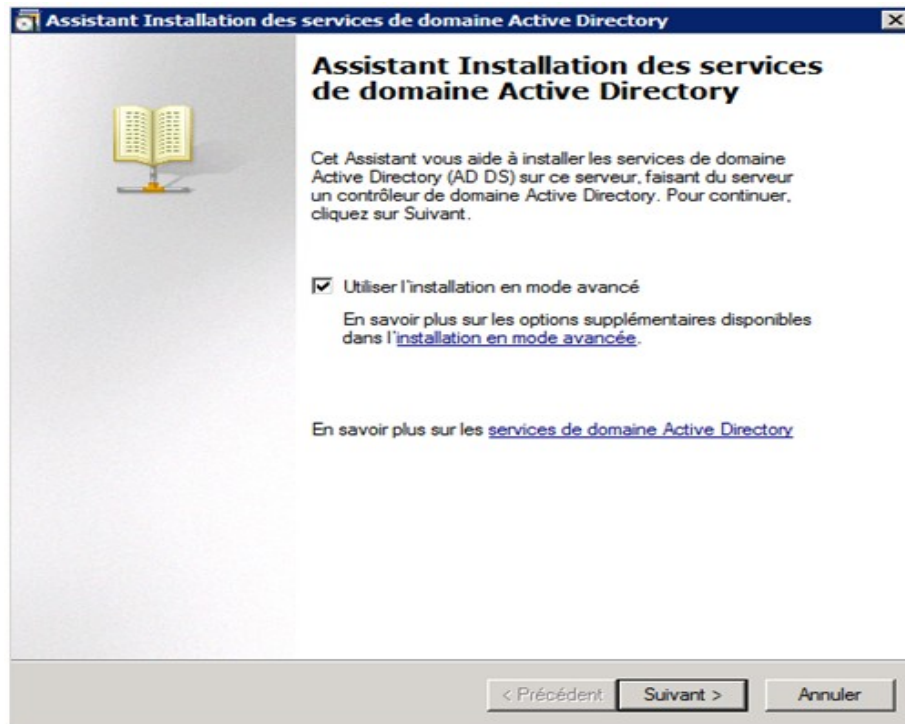 Assistant Installation des services de domaine Active Directory
Assistant Installation des services
de domaine Active Directory
Cet Assistant vous aide à installer les services de domaine
Active Directory (AD DS) sur ce serveur, faisant du serveur
un contrôleur de domaine Active Directory. Pour continuer,
cliquez sur Suivant.
Utiliser l'installation en mode avancé
En savoir plus sur les options supplémentaires disponibles
dans l'installation en mode avancée.
En savoir plus sur les services de domaine Active Directory
< Précédent Suivant > Annuler